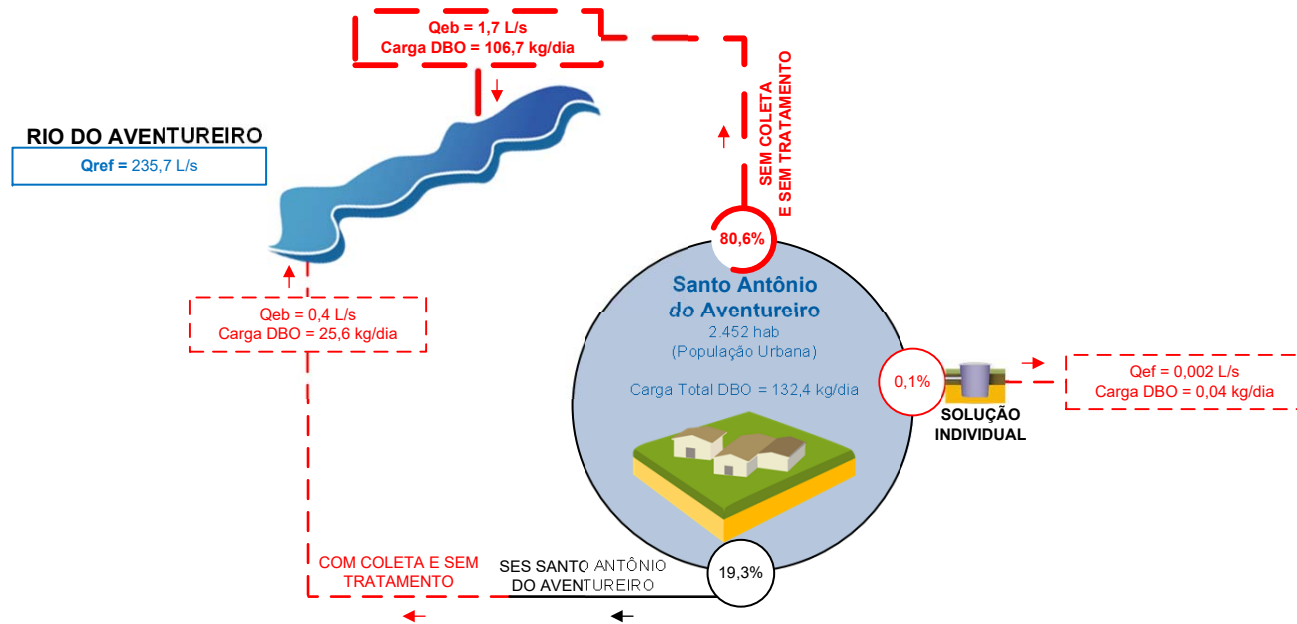 Qeb = 1,7 L/s
Carga DBO = 106,7 kg/dia
RIO DO AVENTUREIRO
Qref = 235,7 L/s
SEM COLETA
E SEM TRATAMENTO
80,6%
Santo Antônio
do Aventureiro
2.452 hab
(População Urbana)
Carga Total DBO = 132,4 kg/dia
Qeb = 0,4 L/s
Carga DBO = 25,6 kg/dia
0,1%
SOLUÇÃO
INDIVIDUAL
Qef = 0,002 L/s
Carga DBO = 0,04 kg/dia
COM COLETA E SEM
TRATAMENTO
SES SANTO ANTÔNIO
DO AVENTUREIRO
19,3%